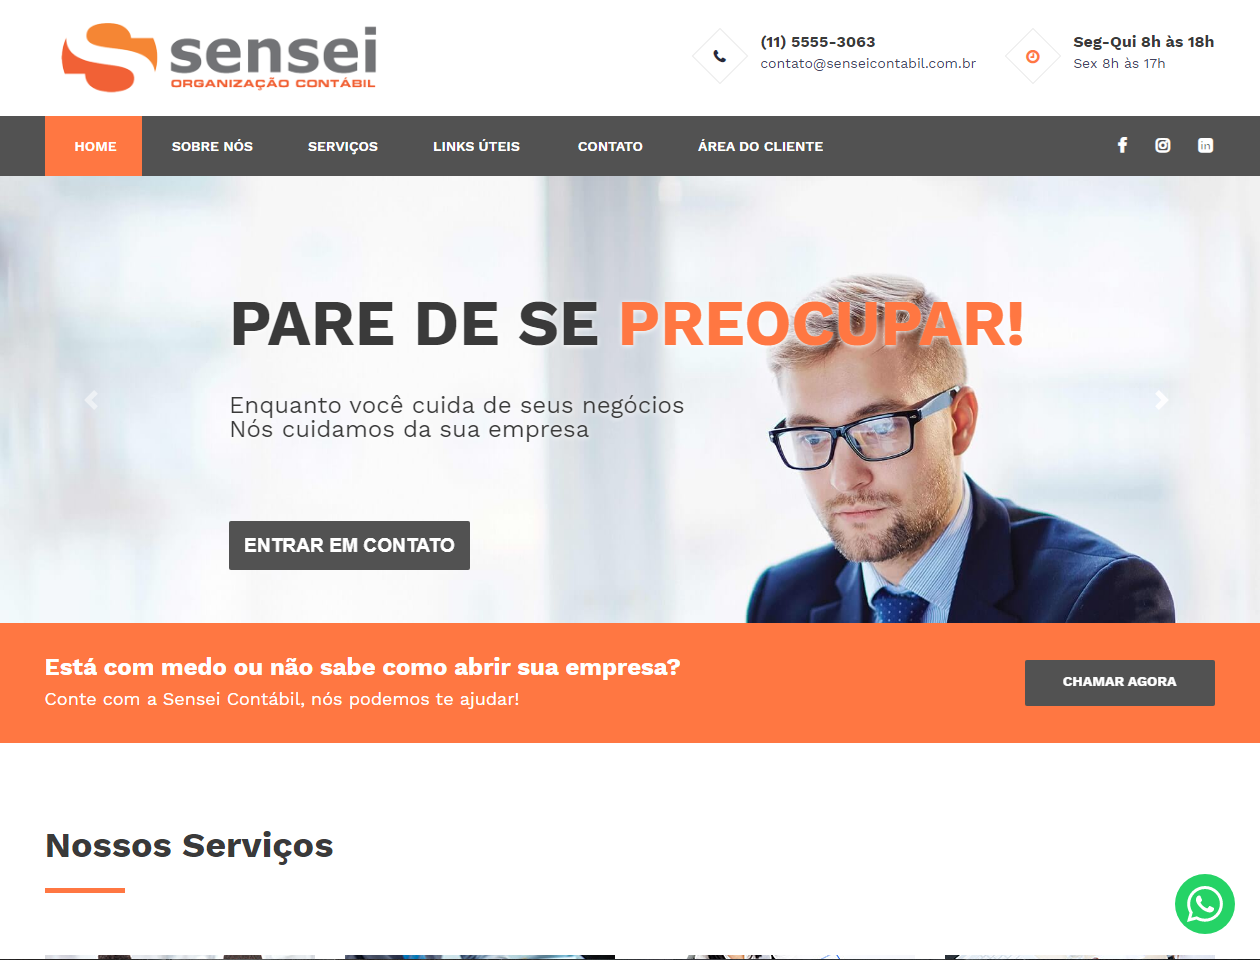 sensei
ORGANIZAÇÃO CONTÁBIL
(11) 5555-3063
contato@senseicontabil.com.br
Seg-Qui 8h às 18h
Sex 8h às 17h
HOME
SOBRE NÓS
SERVIÇOS
LINKS ÚTEIS
CONTATO
ÁREA DO CLIENTE
PARE DE SE PREOCUPAR!
Enquanto você cuida de seus negócios
Nós cuidamos da sua empresa
ENTRAR EM CONTATO
Está com medo ou não sabe como abrir sua empresa?
Conte com a Sensei Contábil, nós podemos te ajudar!
CHAMAR AGORA
Nossos Serviços